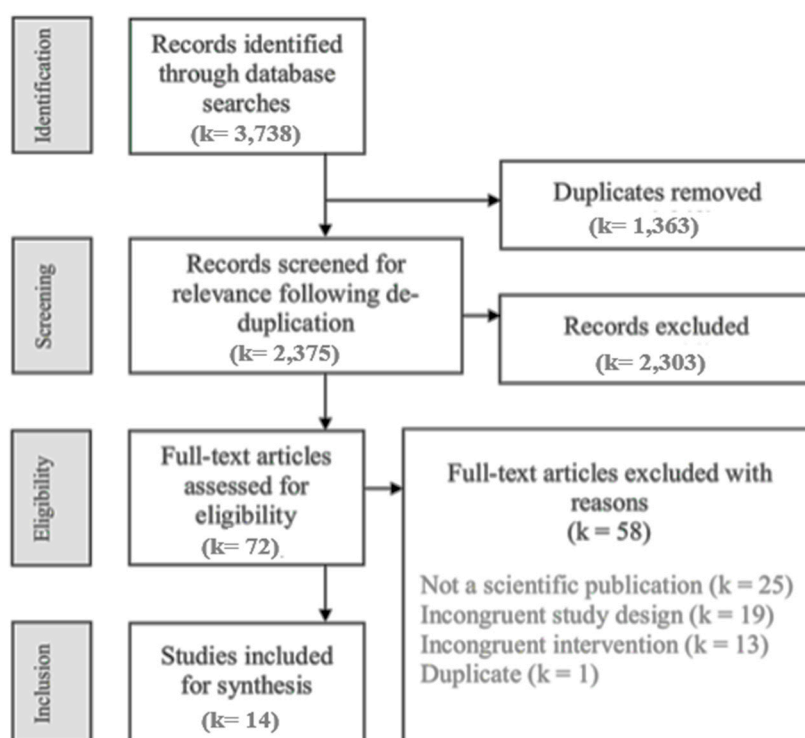 Identification
Records identified
through database
searches
(k= 3,738)
Duplicates removed
(k= 1,363)
Screening
Records screened for
relevance following de-
duplication
(k= 2,375)
Records excluded
(k= 2,303)
Eligibility
Full-text articles
assessed for
eligibility
(k= 72)
Full-text articles excluded with
reasons
(k = 58)
Not a scientific publication (k = 25)
Incongruent study design (k = 19)
Incongruent intervention (k = 13)
Duplicate (k = 1)
Inclusion
Studies included
for synthesis
(k= 14)